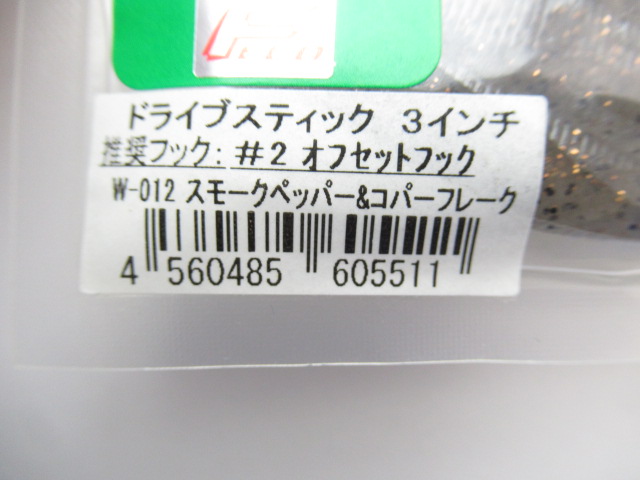 ドライブスティック 3インチ
推奨フック: #2 オフセットフック
W-012 スモークペッパー&コパーフレーク
4 560485 605511